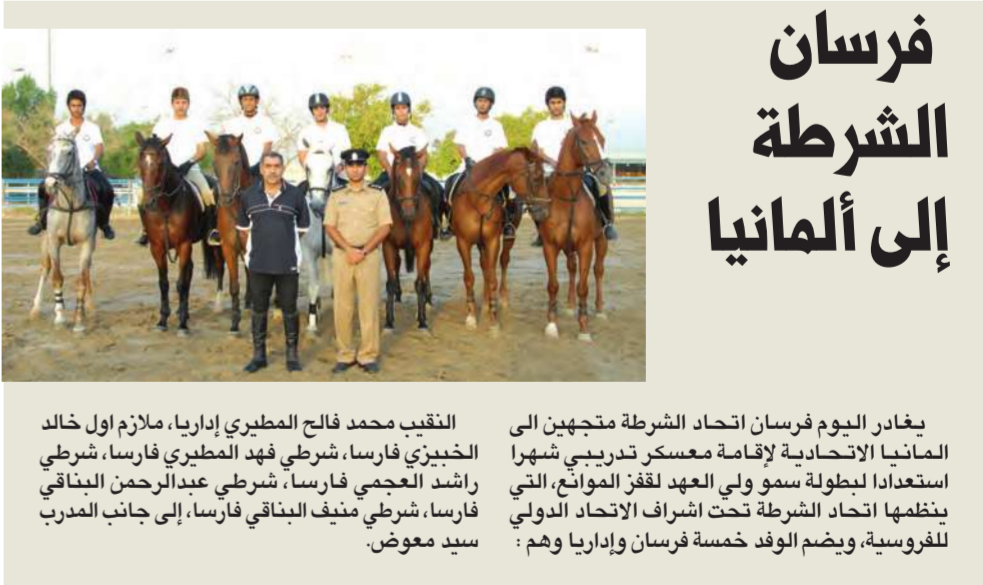 فرسان
الشرطة
إلى ألمانيا
يغادر اليوم فرسان اتحاد الشرطة متجهين الى
المانيا الاتحادية لإقامة معسكر تدريبي شهرا
استعدادا لبطولة سمو ولي العهد لقفز الموانع، التي
ينظمها اتحاد الشرطة تحت اشراف الاتحاد الدولي
للفروسية، ويضم الوفد خمسة فرسان وإداريا وهم :
النقيب محمد فالح المطيري إداريا، ملازم اول خالد
الخبيزي فارسا، شرطي فهد المطيري فارسا، شرطي
راشد العجمي فارسا، شرطي عبدالرحمن البناقي
فارسا، شرطي منيف البناقي فارسا، إلى جانب المدرب
سيد معوض.